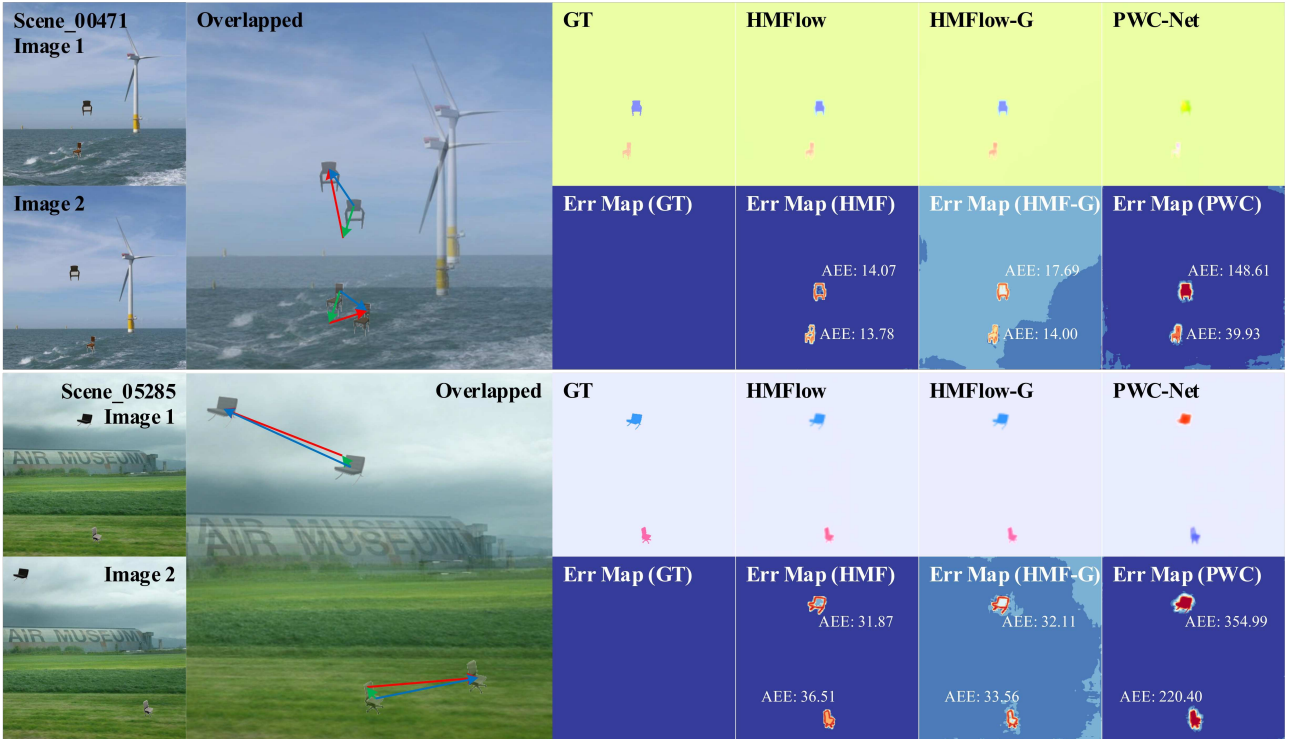 Scene_00471
Image 1
Overlapped
GT
HMFlow
HMFlow-G
PWC-Net
Image 2
Err Map (GT)
Err Map (HMF)
Err Map (HMF-G)
Err Map (PWC)
AEE: 14.07
AEE: 17.69
AEE: 148.61
AEE: 13.78
AEE: 14.00
AEE: 39.93
Scene_05285
Image 1
Overlapped
GT
HMFlow
HMFlow-G
PWC-Net
AIR MUSEUM
AIR MUSEUM
Image 2
Err Map (GT)
Err Map (HMF)
Err Map (HMF-G)
Err Map (PWC)
AEE: 31.87
AEE: 32.11
AEE: 354.99
AIR MUSEUM
AEE: 36.51
AEE: 33.56
AEE: 220.40